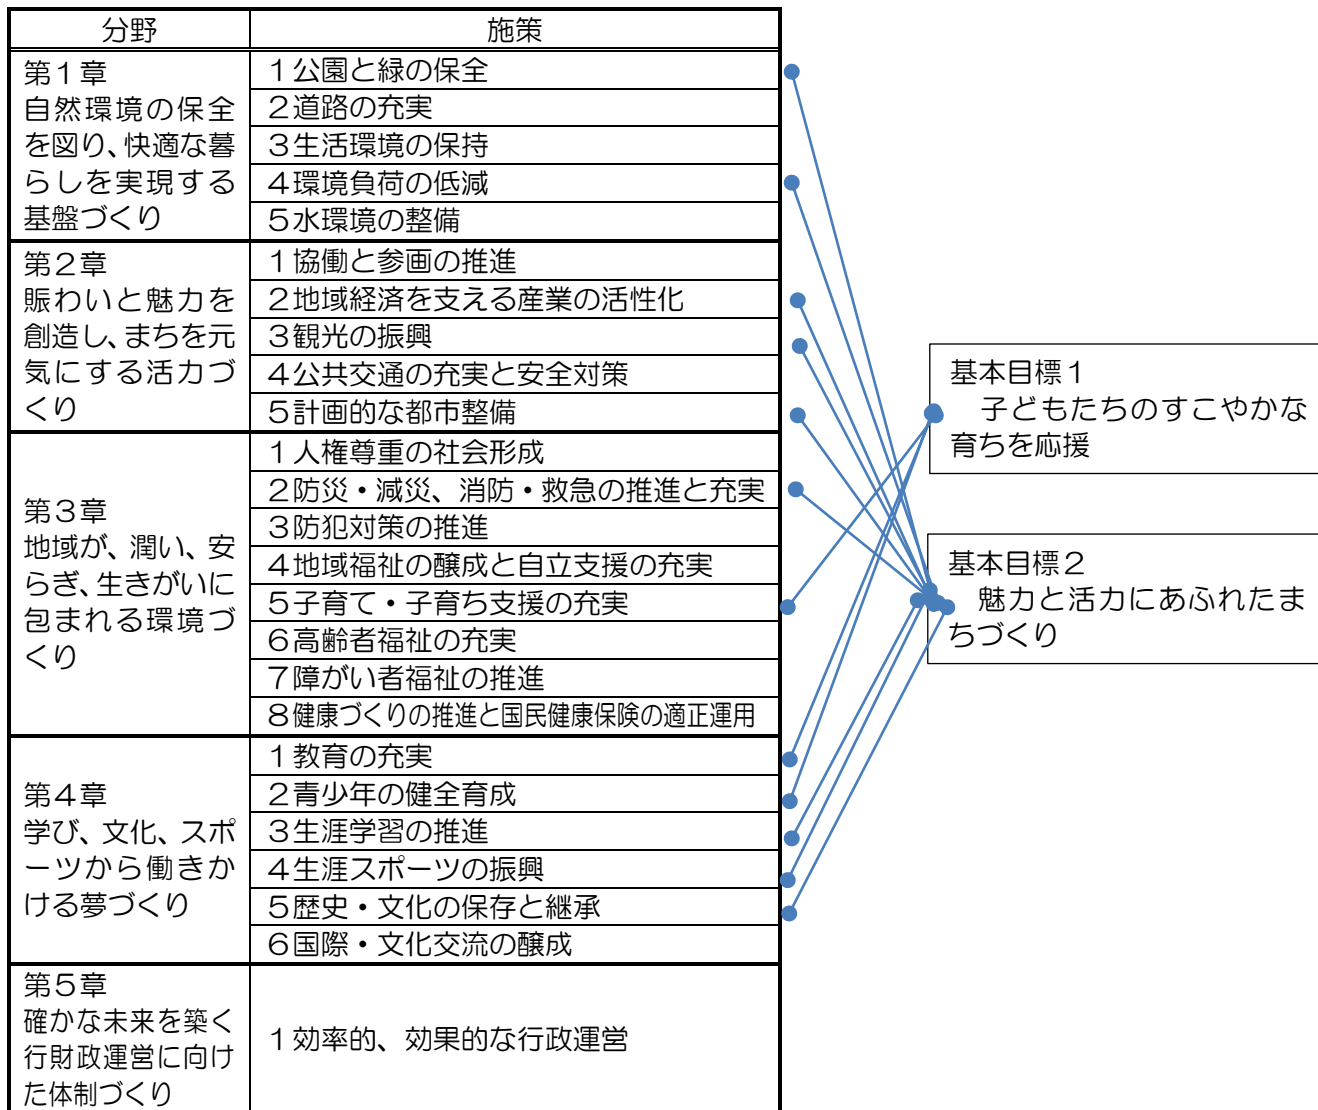 分野
施策
第1章
自然環境の保全
を図り、快適な暮
らしを実現する
基盤づくり
1公園と緑の保全
2道路の充実
3生活環境の保持
4環境負荷の低減
5水環境の整備
第2章
賑わいと魅力を
創造し、まちを元
気にする活力づ
くり
1協働と参画の推進
2地域経済を支える産業の活性化
3観光の振興
4公共交通の充実と安全対策
5計画的な都市整備
第3章
地域が、潤い、安
らぎ、生きがいに
包まれる環境づ
くり
1人権尊重の社会形成
2防災・減災、消防・救急の推進と充実
3防犯対策の推進
4地域福祉の醸成と自立支援の充実
5子育て・子育ち支援の充実
6高齢者福祉の充実
7障がい者福祉の推進
8健康づくりの推進と国民健康保険の適正運用
第4章
学び、文化、スポ
ーツから働きか
ける夢づくり
1教育の充実
2青少年の健全育成
3生涯学習の推進
4生涯スポーツの振興
5歴史・文化の保存と継承
6国際・文化交流の醸成
第5章
確かな未来を築く
行財政運営に向け
た体制づくり
1効率的、効果的な行政運営
基本目標1
子どもたちのすこやかな
育ちを応援
基本目標2
魅力と活力にあふれたま
ちづくり